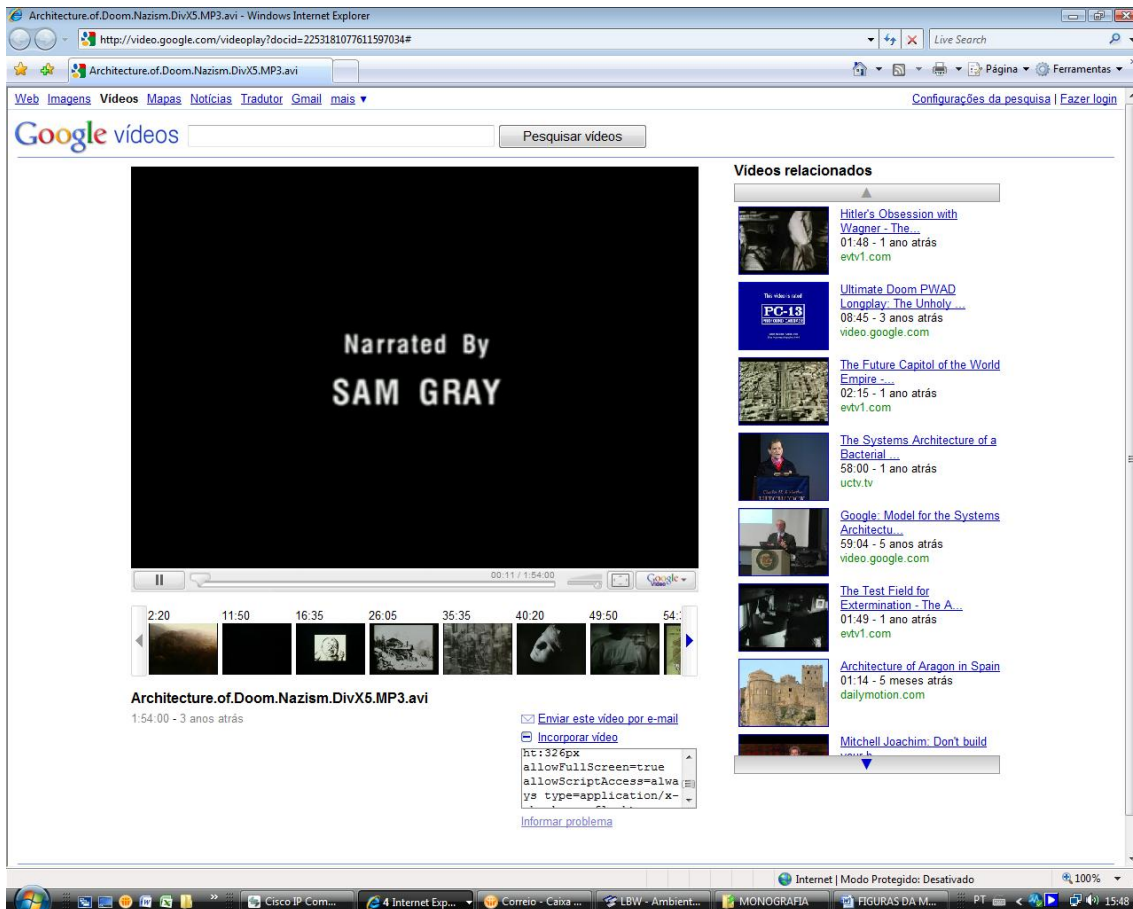 Architecture.of.Doom.Nazism.DivX5.MP3.avi - Windows Internet Explorer
http://video.google.com/videoplay?docid=2253181077611597034#
Live Search
Architecture.of.Doom.Nazism.DivX5.MP3.avi
Página
Ferramentas
Web Imagens Vídeos Mapas Notícias Tradutor Gmail mais ▼
Configurações da pesquisa | Fazer login
Google vídeos
Pesquisar vídeos
Narrated By
SAM GRAY
00:11 / 1:54:00
Google
2:20 11:50 16:35 26:05 35:35 40:20 49:50
Architecture.of.Doom.Nazism.DivX5.MP3.avi
1:54:00 - 3 anos atrás
Enviar este vídeo por e-mail
Incorporar vídeo
ht:326px
allowFullScreen=true
allowScriptAccess=alwa
ys type=application/x-
Informar problema
Vídeos relacionados
Hitler's Obsession with
Wagner - The...
01:48 - 1 ano atrás
evtv1.com
PC-13
Ultimate Doom PWAD
Longplay: The Unholy ...
08:45 - 3 anos atrás
video.google.com
The Future Capitol of the World
Empire -...
02:15 - 1 ano atrás
evtv1.com
The Systems Architecture of a
Bacterial ...
58:00 - 1 ano atrás
uctv.tv
Google: Model for the Systems
Architectu...
59:04 - 5 anos atrás
video.google.com
The Test Field for
Extermination - The A...
01:49 - 1 ano atrás
evtv1.com
Architecture of Aragon in Spain
01:14 - 5 meses atrás
dailymotion.com
Mitchell Joachim: Don't build
Internet | Modo Protegido: Desativado
100%
Cisco IP Com...
4 Internet Exp...
Correio - Caixa ...
LBW - Ambient...
MONOGRAFIA
FIGURAS DA M...
PT
15:48